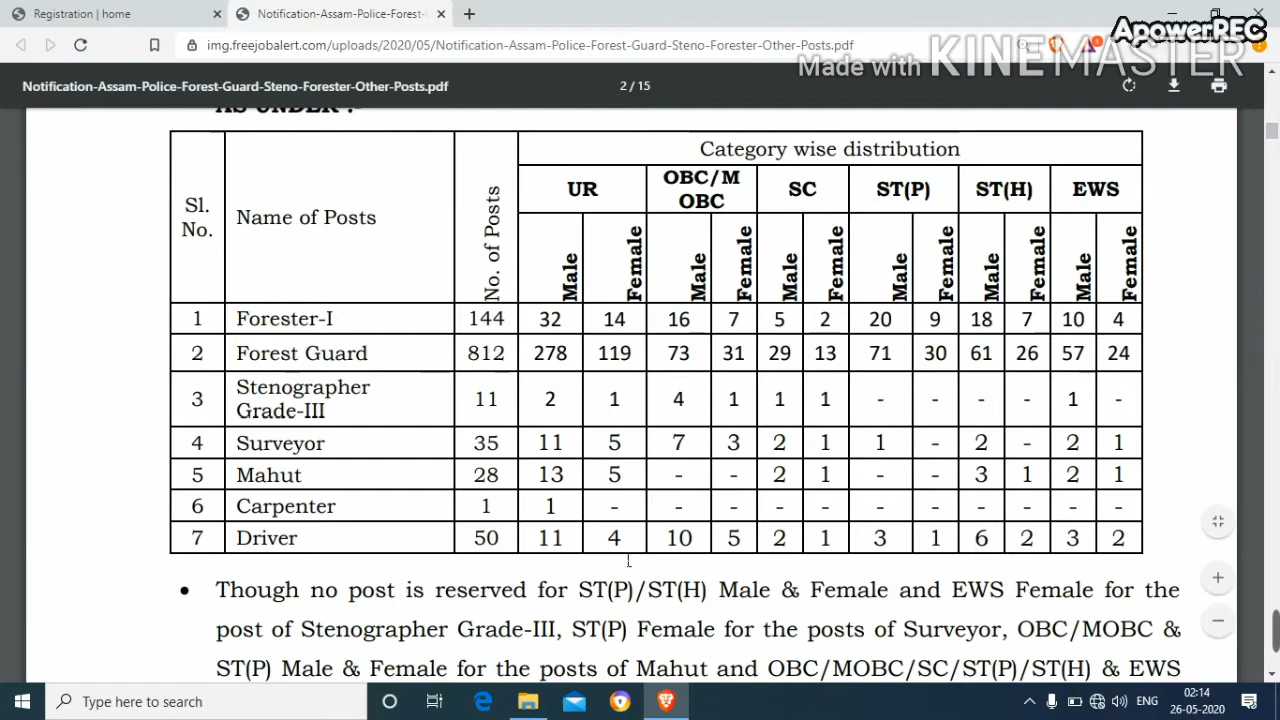 Registration | home
Notification-Assam-Police-Forest-
ApowerREC
img.freejobalert.com/uploads/2020/05/Notification-Assam-Police-Forest-Guard-Steno-Forester-Other-Posts.pdf
Made with KINEMASTER
Notification-Assam-Police-Forest-Guard-Steno-Forester-Other-Posts.pdf
2 / 15
AS UNDER :-
Sl. No. Name of Posts No. of Posts Category wise distribution
UR OBC/M OBC SC ST(P) ST(H) EWS
Male Female Male Female Male Female Male Female Male Female Male Female
1 Forester-I 144 32 14 16 7 5 2 20 9 18 7 10 4
2 Forest Guard 812 278 119 73 31 29 13 71 30 61 26 57 24
3 Stenographer Grade-III 11 2 1 4 1 1 1 - - - - 1 -
4 Surveyor 35 11 5 7 3 2 1 1 - 2 - 2 1
5 Mahut 28 13 5 - - 2 1 - - 3 1 2 1
6 Carpenter 1 1 - - - - - - - - - - -
7 Driver 50 11 4 10 5 2 1 3 1 6 2 3 2
• Though no post is reserved for ST(P)/ST(H) Male & Female and EWS Female for the
post of Stenographer Grade-III, ST(P) Female for the posts of Surveyor, OBC/MOBC &
ST(P) Male & Female for the posts of Mahut and OBC/MOBC/SC/ST(P)/ST(H) & EWS
Type here to search
ENG
02:14
26-05-2020